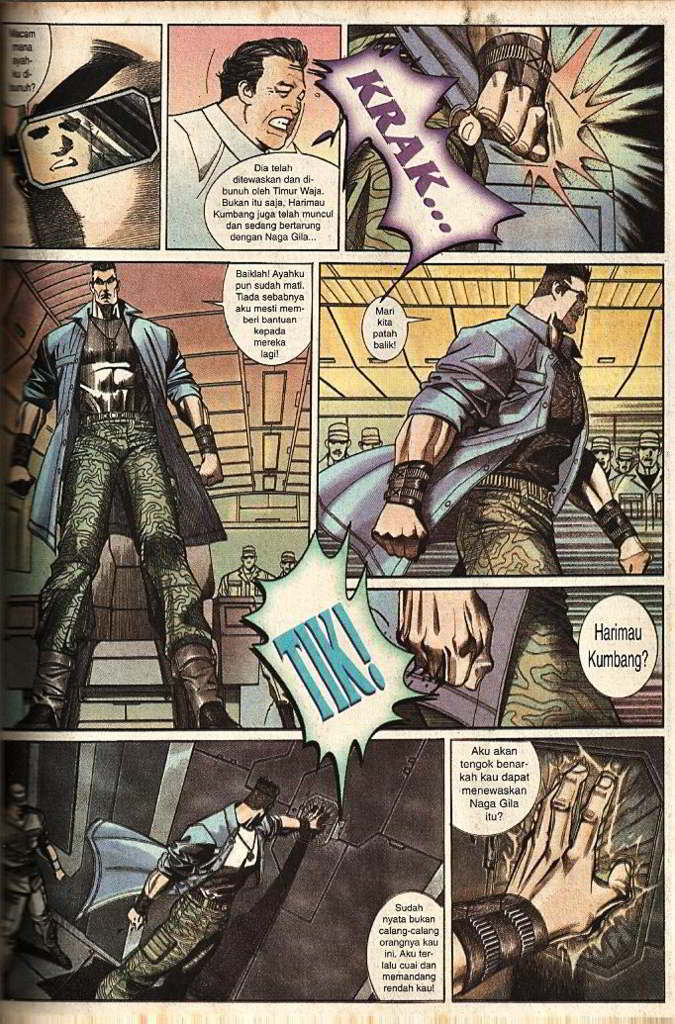 Macam
mana
ayah-
ku di-
bunuh?
Dia telah
ditewaskan dan di-
bunuh oleh Timur Waja.
Bukan itu saja, Harimau
Kumbang juga telah muncul
dan sedang bertarung
dengan Naga Gila...
KRAK...
Baiklah! Ayahku
pun sudah mati.
Tiada sebabnya
aku mesti mem-
beri bantuan
kepada
mereka
lagi!
Mari
kita
patah
balik!
TIK!
Harimau
Kumbang?
Sudah
nyata bukan
calang-calang
orangnya kau
ini. Aku ter-
lalu cuai dan
memandang
rendah kau!
Aku akan
tengok benar-
kah kau dapat
menewaskan
Naga Gila
itu?